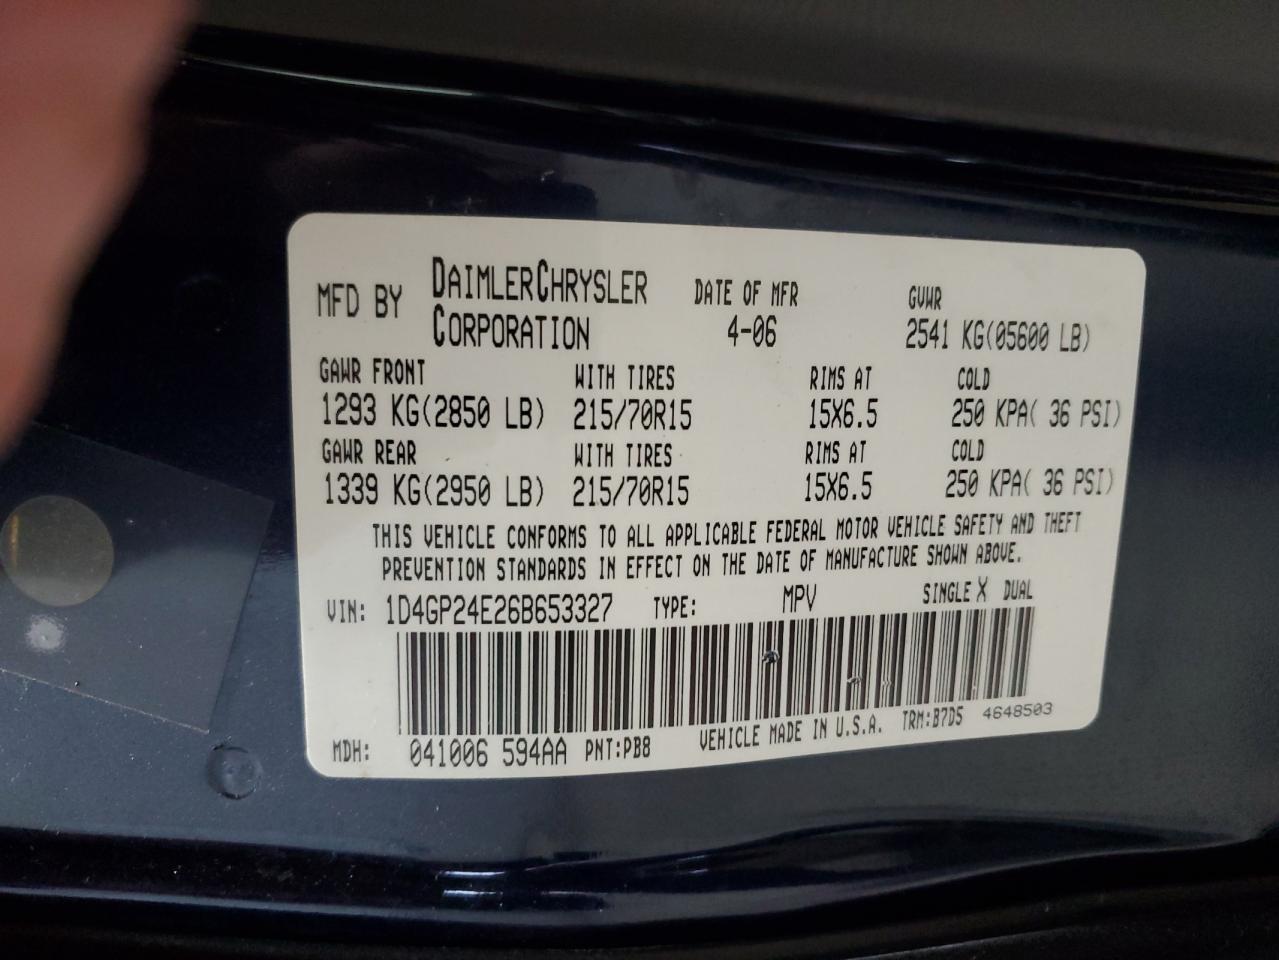 MFD BY DAIMLERCHRYSLER CORPORATION DATE OF MFR 4-06 GVWR 2541 KG(05600 LB)
GAWR FRONT WITH TIRES RIMS AT COLD
1293 KG(2850 LB) 215/70R15 15X6.5 250 KPA( 36 PSI)
GAWR REAR WITH TIRES RIMS AT COLD
1339 KG(2950 LB) 215/70R15 15X6.5 250 KPA( 36 PSI)
THIS VEHICLE CONFORMS TO ALL APPLICABLE FEDERAL MOTOR VEHICLE SAFETY AND THEFT
PREVENTION STANDARDS IN EFFECT ON THE DATE OF MANUFACTURE SHOWN ABOVE.
VIN: 1D4GP24E26B653327 TYPE: MPV SINGLE X DUAL
MDH: 041006 594AA PNT:PB8 VEHICLE MADE IN U.S.A. TRM:B7D5 4648503